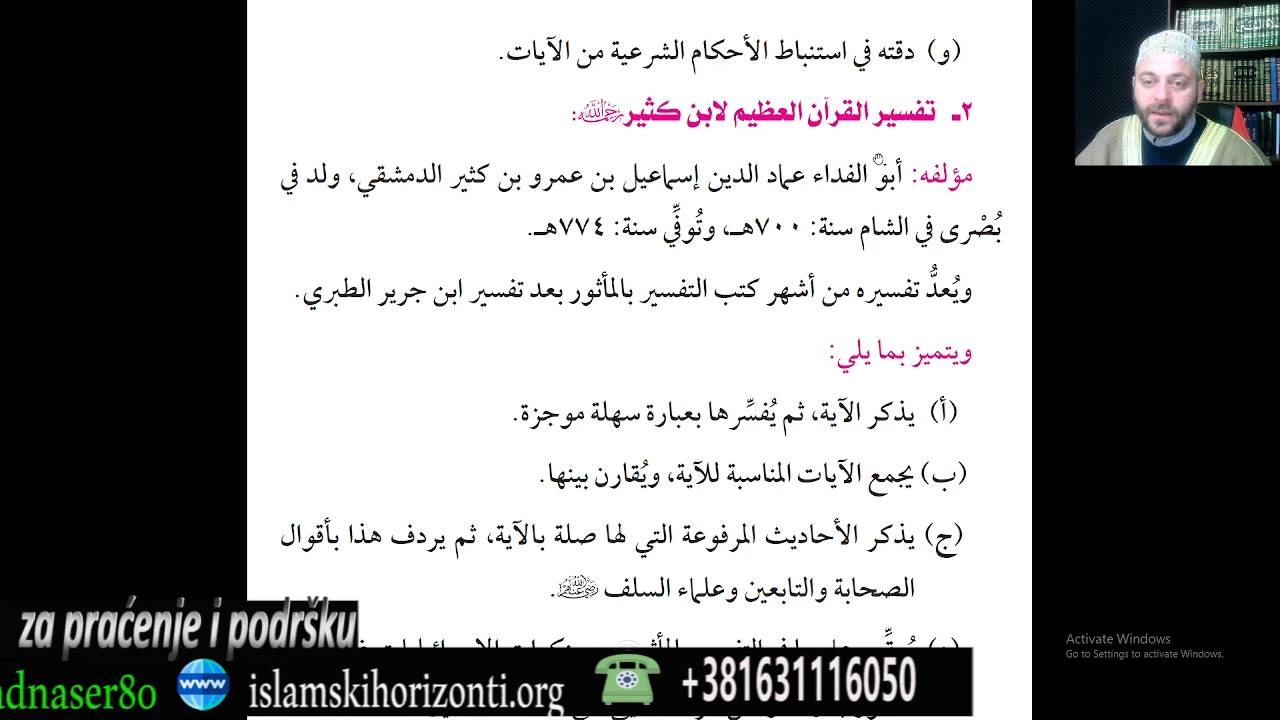 (و) دقته في استنباط الأحكام الشرعية من الآيات.
٢ـ تفسير القرآن العظيم لابن كثير رحمه الله:
مؤلفه: أبو الفداء عماد الدين إسماعيل بن عمرو بن كثير الدمشقي، ولد في
بُصْرى في الشام سنة: ٧٠٠هـ، وتُوفِّي سنة: ٧٧٤هـ.
ويُعدُّ تفسيره من أشهر كتب التفسير بالمأثور بعد تفسير ابن جرير الطبري.
ويتميز بما يلي:
(أ) يذكر الآية، ثم يُفسِّرها بعبارة سهلة موجزة.
(ب) يجمع الآيات المناسبة للآية، ويُقارن بينها.
(ج) يذكر الأحاديث المرفوعة التي لها صلة بالآية، ثم يردف هذا بأقوال
الصحابة والتابعين وعلماء السلف رضي الله عنهم.
za praćenje i podršku
adnaser80 www islamskihorizonti.org +381631116050
Activate Windows
Go to Settings to activate Windows.